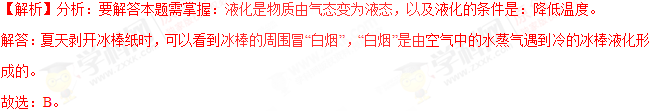 【解析】分析：要解答本题需掌握：液化是物质由气态变为液态，以及液化的条件是：降低温度。
解答：夏天剥开冰棒纸时，可以看到冰棒的周围冒“白烟”，“白烟”是由空气中的水蒸气遇到冷的冰棒液化形
成的。
故选：B。